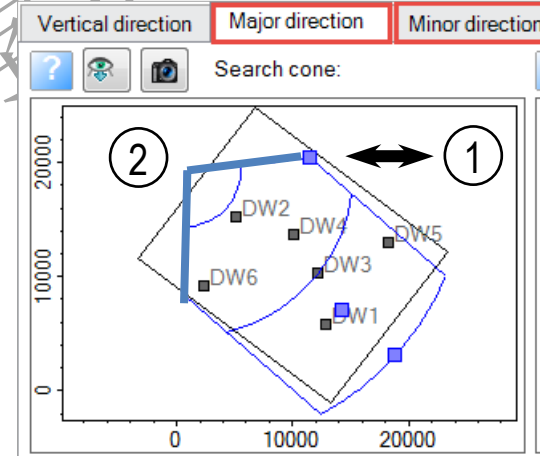 Vertical direction
Major direction
Minor direction
?
Search cone:
2
1
20000
10000
0
DW2
DW4
DW5
DW3
DW6
DW1
0
10000
20000